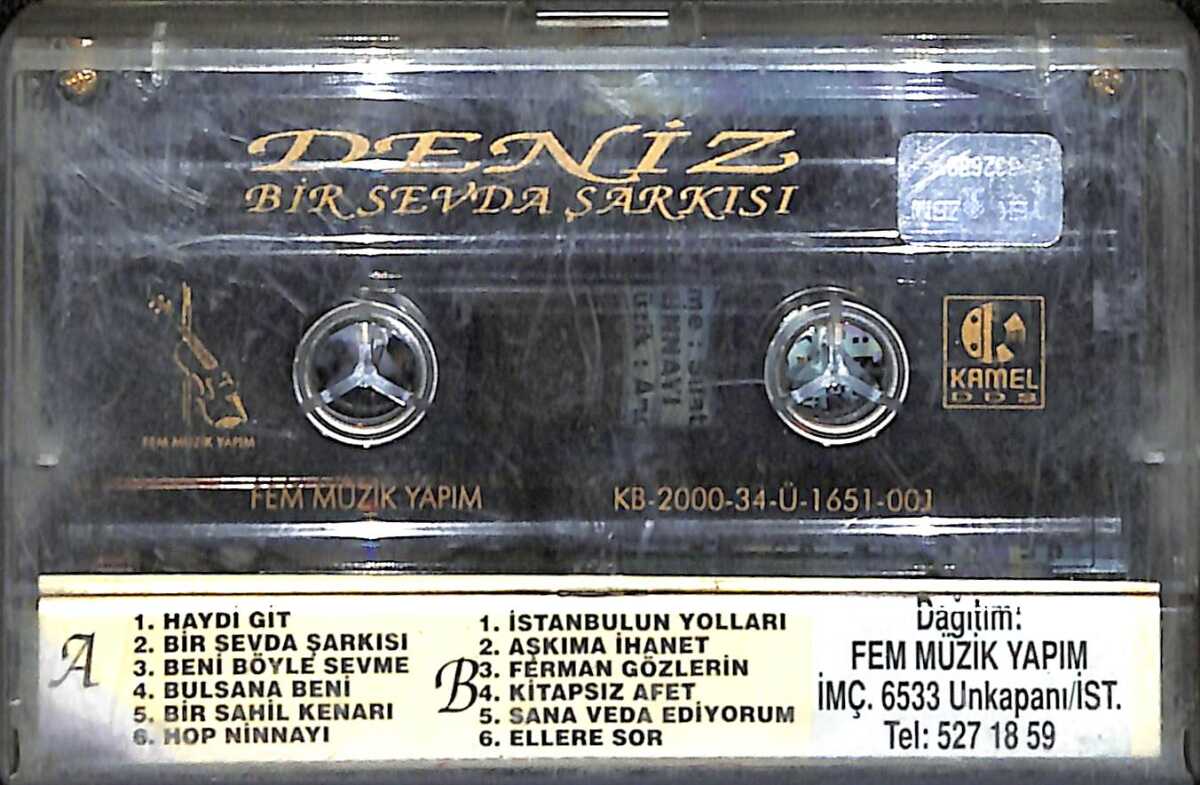 DENİZ
BİR SEVDA ŞARKISI
KAMEL
DDS
FEM MÜZİK YAPIM
FEM MÜZİK YAPIM
KB-2000-34-Ü-1651-001
A
1. HAYDİ GİT
2. BİR SEVDA ŞARKISI
3. BENİ BÖYLE SEVME
4. BULSANA BENİ
5. BİR SAHİL KENARI
6. HOP NİNNAYI
B
1. İSTANBULUN YOLLARI
2. AŞKIMA İHANET
3. FERMAN GÖZLERİN
4. KİTAPSIZ AFET
5. SANA VEDA EDİYORUM
6. ELLERE SOR
Dağıtım:
FEM MÜZİK YAPIM
İMÇ. 6533 Unkapanı/İST.
Tel: 527 18 59